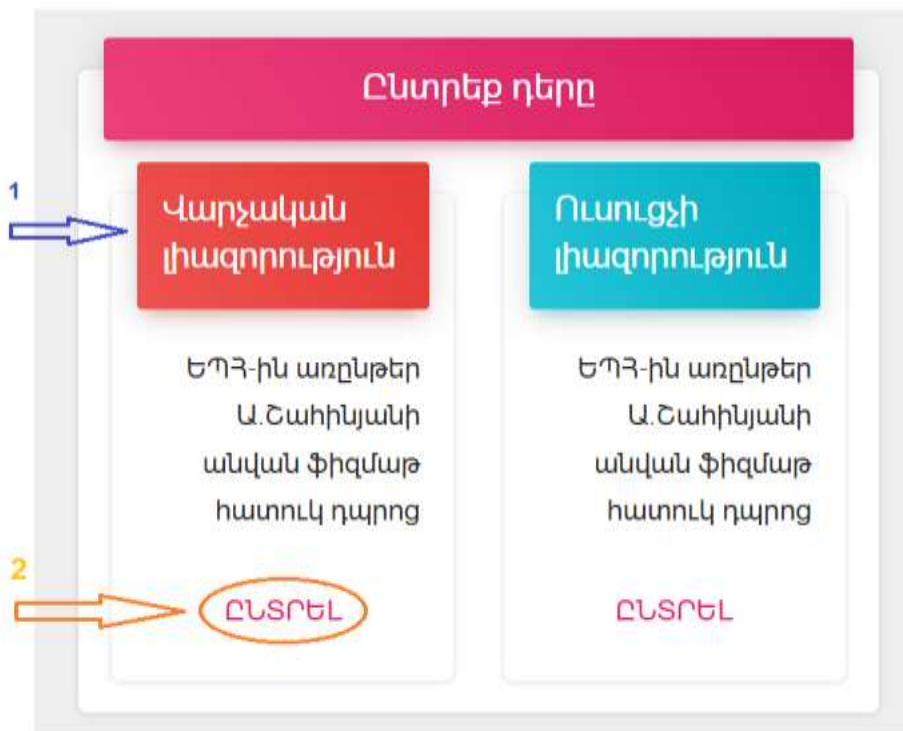 Ընտրեք դերը
1
Վարչական
լիազորություն
ԵՊՀ-ին առընթեր
Ա.Շահինյանի
անվան ֆիզմաթ
հատուկ դպրոց
2
ԸՆՏՐԵԼ
Ուսուցչի
լիազորություն
ԵՊՀ-ին առընթեր
Ա.Շահինյանի
անվան ֆիզմաթ
հատուկ դպրոց
ԸՆՏՐԵԼ